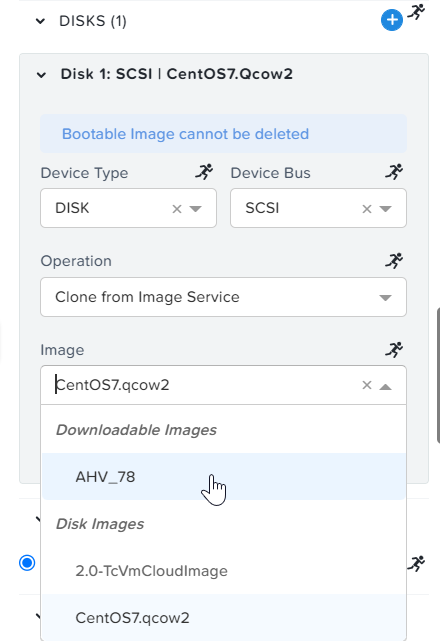 DISKS (1)
Disk 1: SCSI | CentOS7.Qcow2
Bootable Image cannot be deleted
Device Type
Device Bus
DISK
SCSI
Operation
Clone from Image Service
Image
CentOS7.qcow2
Downloadable Images
AHV_78
Disk Images
2.0-TcVmCloudImage
CentOS7.qcow2